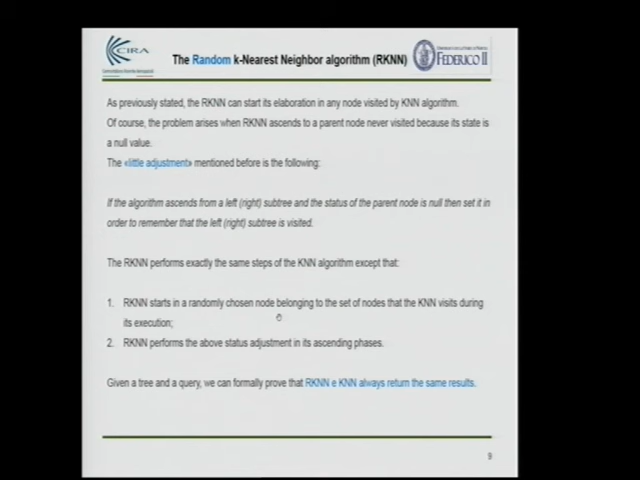 CIRA
The Random k-Nearest Neighbor algorithm (RKNN)
FEDERICO II
As previously stated, the RKNN can start its elaboration in any node visited by KNN algorithm.
Of course, the problem arises when RKNN ascends to a parent node never visited because its state is
a null value.
The «little adjustment» mentioned before is the following:
If the algorithm ascends from a left (right) subtree and the status of the parent node is null then set it in
order to remember that the left (right) subtree is visited.
The RKNN performs exactly the same steps of the KNN algorithm except that:
1. RKNN starts in a randomly chosen node belonging to the set of nodes that the KNN visits during
its execution;
2. RKNN performs the above status adjustment in its ascending phases.
Given a tree and a query, we can formally prove that RKNN e KNN always return the same results.
9